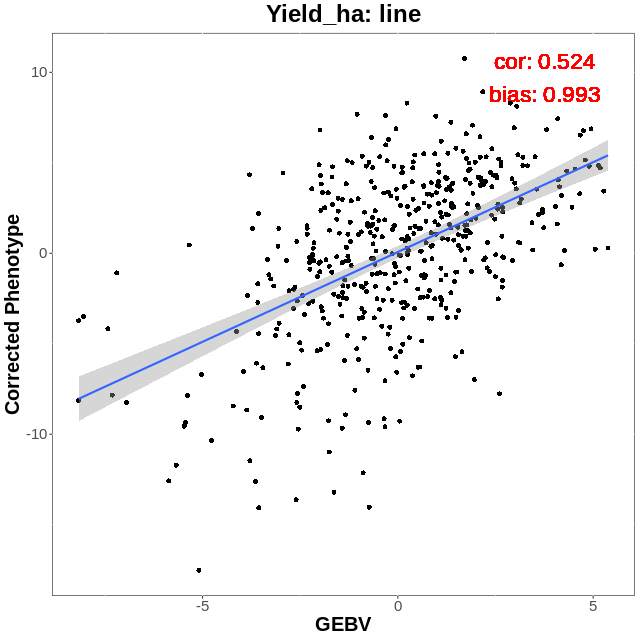 Yield_ha: line
cor: 0.524
bias: 0.993
Corrected Phenotype
10
0
-10
-5
0
5
GEBV